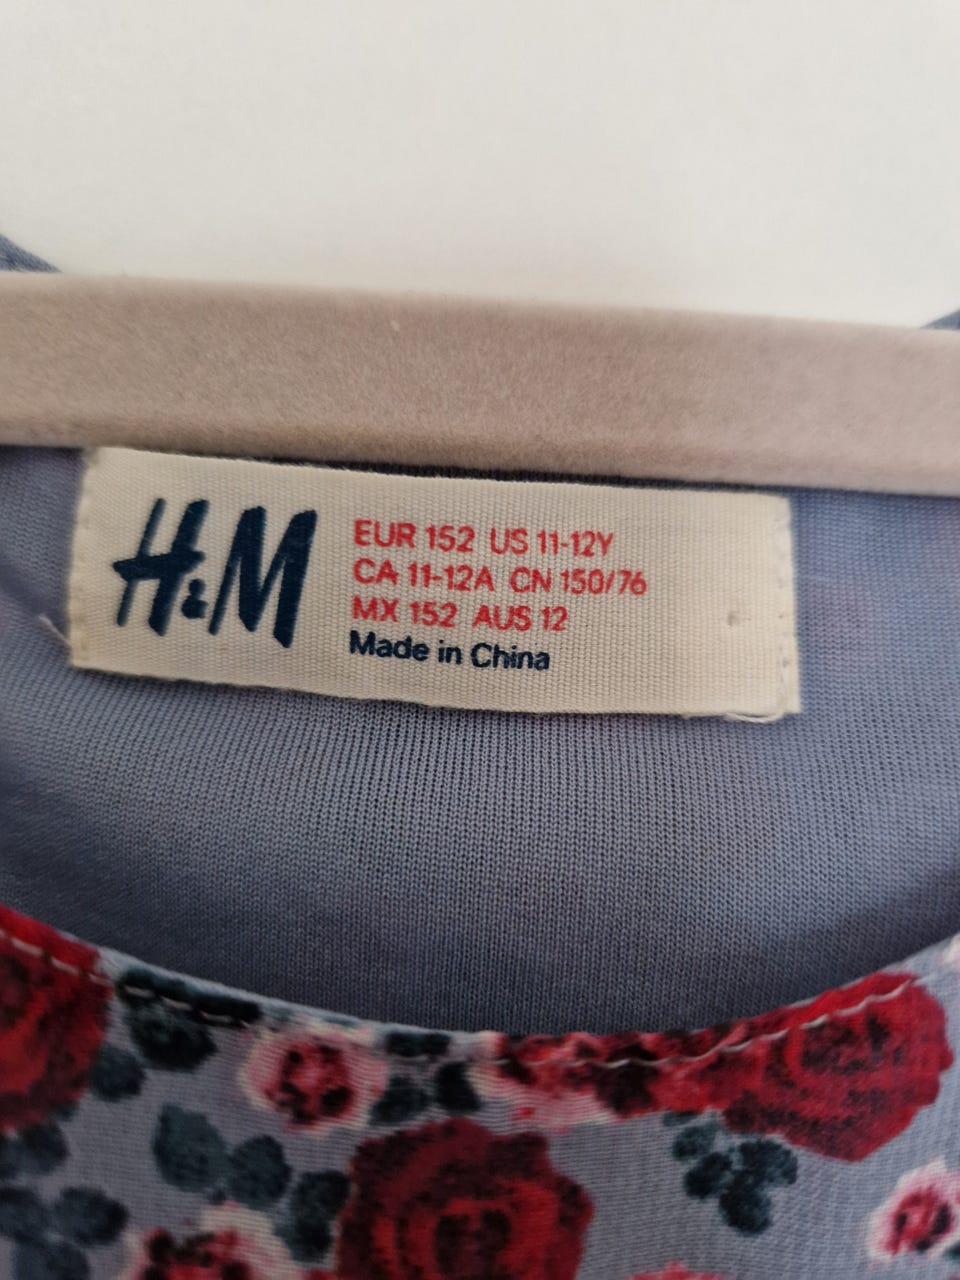 H&M
EUR 152 US 11-12Y
CA 11-12A CN 150/76
MX 152 AUS 12
Made in China